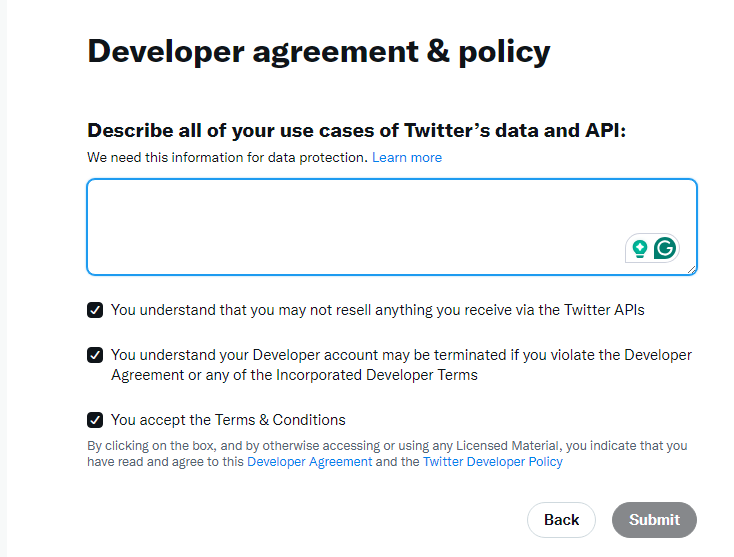 Developer agreement & policy
Describe all of your use cases of Twitter’s data and API:
We need this information for data protection. Learn more
You understand that you may not resell anything you receive via the Twitter APIs
You understand your Developer account may be terminated if you violate the Developer
Agreement or any of the Incorporated Developer Terms
You accept the Terms & Conditions
By clicking on the box, and by otherwise accessing or using any Licensed Material, you indicate that you
have read and agree to this Developer Agreement and the Twitter Developer Policy
Back Submit